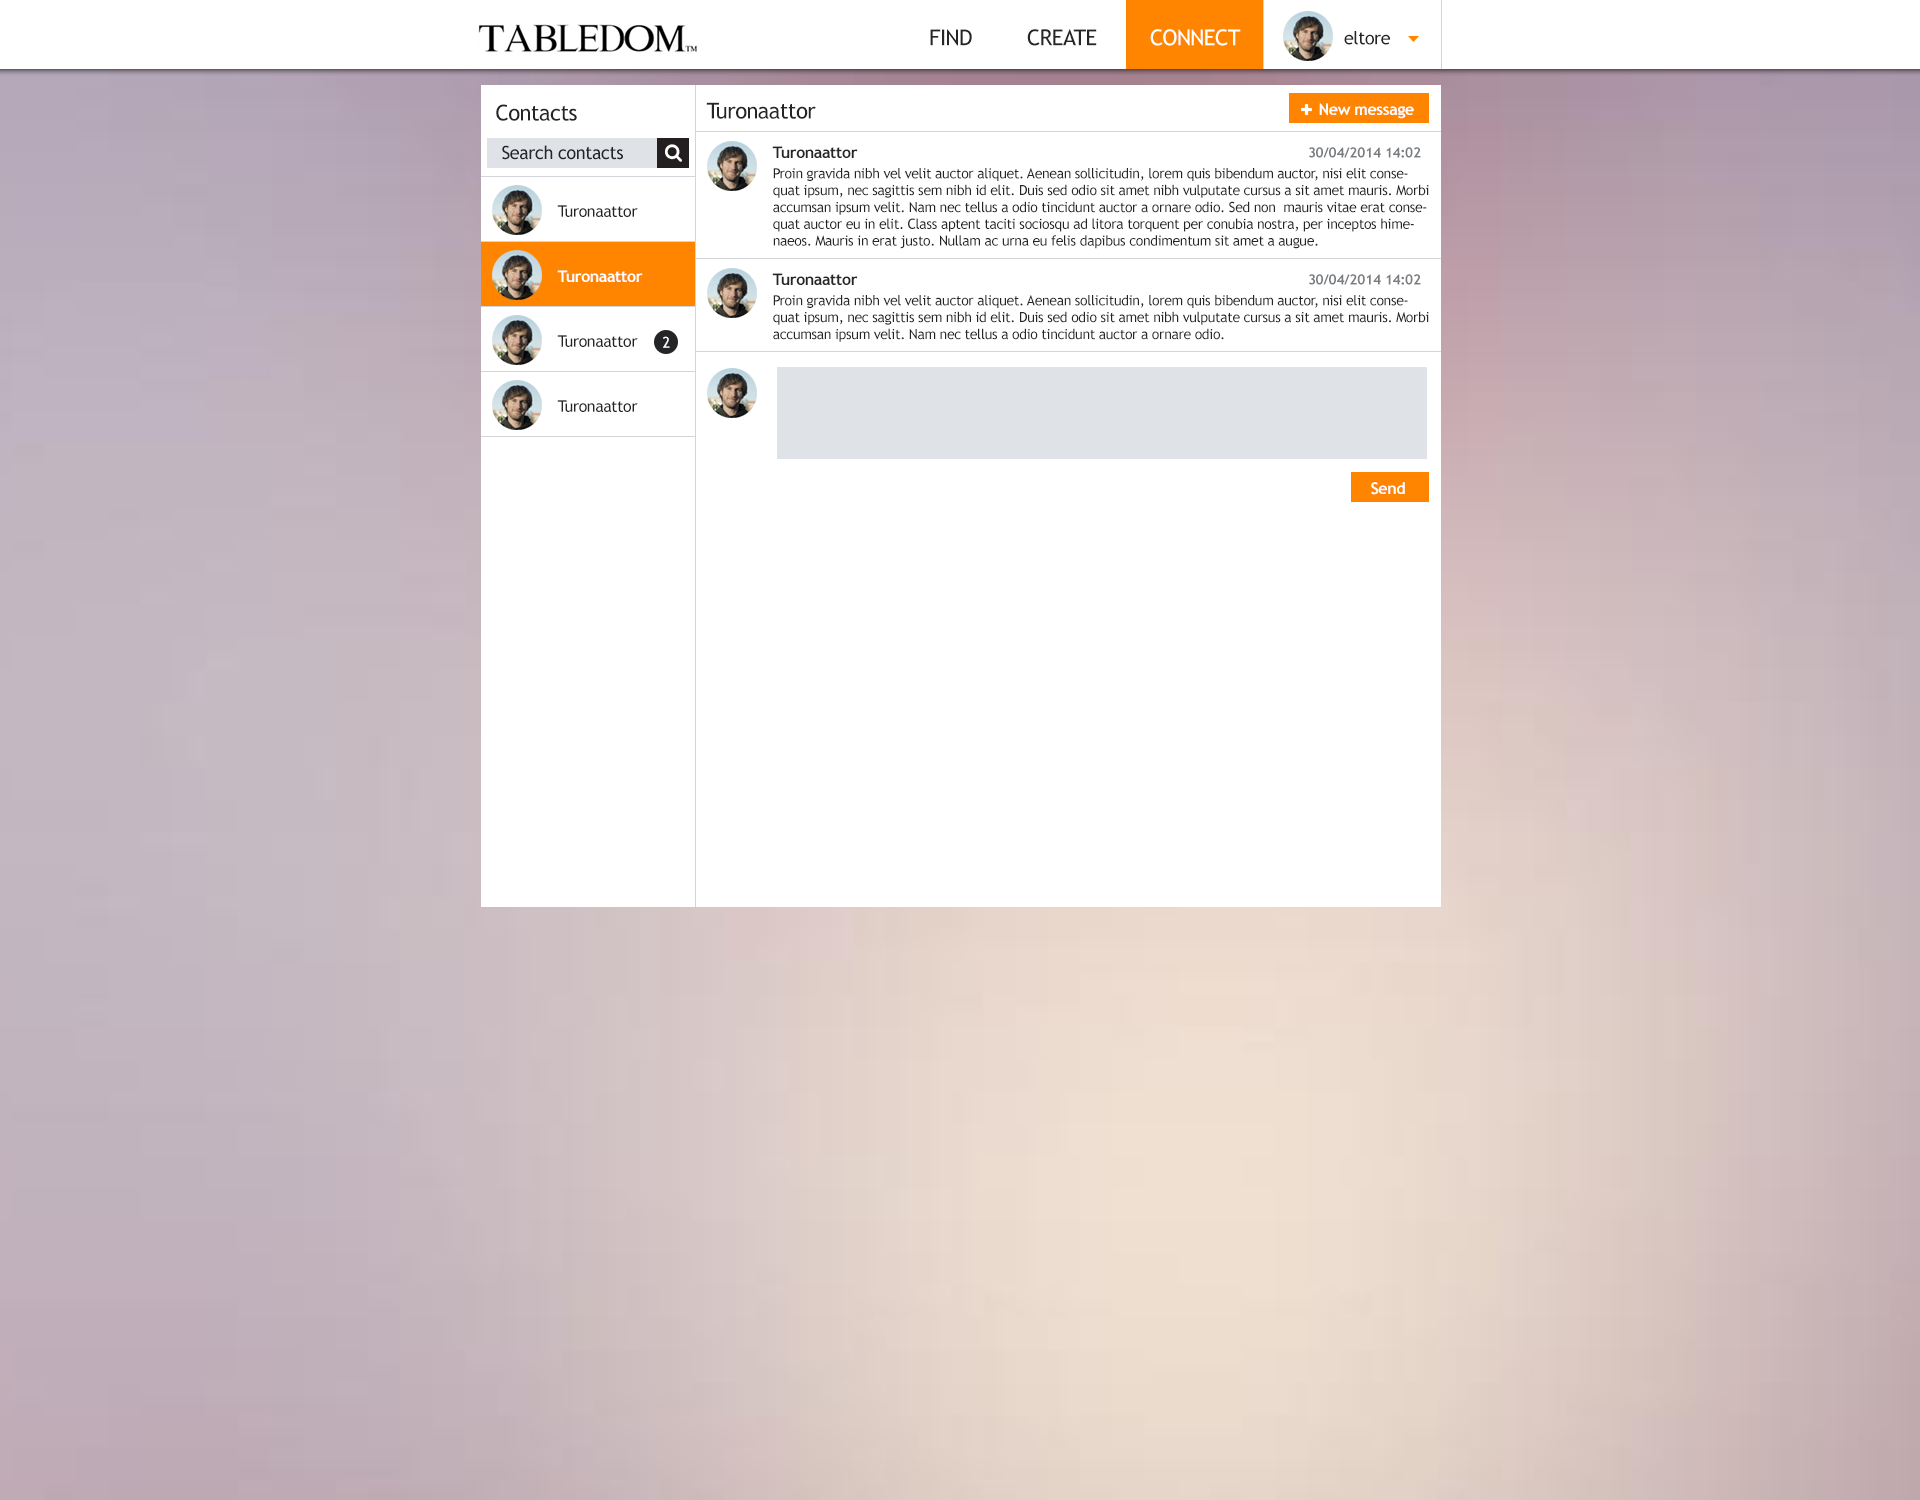 TABLEDOM™
FIND
CREATE
CONNECT
eltore
Contacts
Search contacts
Turonaattor
Turonaattor
Turonaattor 2
Turonaattor
Turonaattor
+ New message
Turonaattor 30/04/2014 14:02
Proin gravida nibh vel velit auctor aliquet. Aenean sollicitudin, lorem quis bibendum auctor, nisi elit conse-
quat ipsum, nec sagittis sem nibh id elit. Duis sed odio sit amet nibh vulputate cursus a sit amet mauris. Morbi
accumsan ipsum velit. Nam nec tellus a odio tincidunt auctor a ornare odio. Sed non  mauris vitae erat conse-
quat auctor eu in elit. Class aptent taciti sociosqu ad litora torquent per conubia nostra, per inceptos hime-
naeos. Mauris in erat justo. Nullam ac urna eu felis dapibus condimentum sit amet a augue.
Turonaattor 30/04/2014 14:02
Proin gravida nibh vel velit auctor aliquet. Aenean sollicitudin, lorem quis bibendum auctor, nisi elit conse-
quat ipsum, nec sagittis sem nibh id elit. Duis sed odio sit amet nibh vulputate cursus a sit amet mauris. Morbi
accumsan ipsum velit. Nam nec tellus a odio tincidunt auctor a ornare odio.
Send